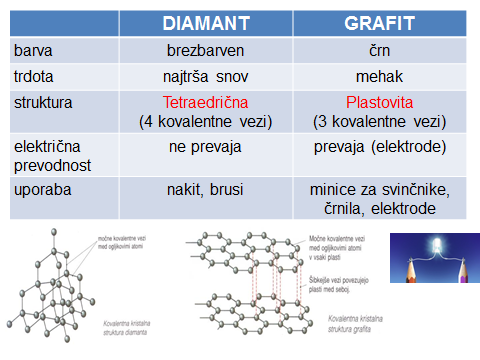 DIAMANT GRAFIT
barva brezbarven črn
trdota najtrša snov mehak
struktura Tetraedrična Plastovita
(4 kovalentne vezi) (3 kovalentne vezi)
električna ne prevaja prevaja (elektrode)
prevodnost
uporaba nakit, brusi minice za svinčnike,
črnila, elektrode
močne kovalentne vezi
med ogljikovimi atomi
Kovalentna kristalna
struktura diamanta
Močne kovalentne vezi
med ogljikovimi atomi
v vsaki plasti
Šibkejše vezi povezujejo
plasti med seboj.
Kovalentna kristalna
struktura grafita